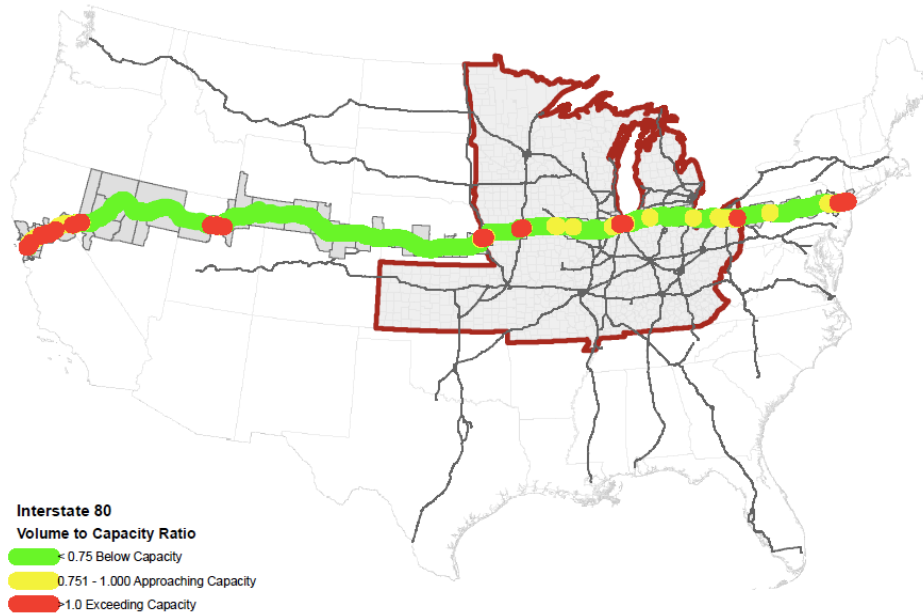 Interstate 80
Volume to Capacity Ratio
< 0.75 Below Capacity
0.751 - 1.000 Approaching Capacity
>1.0 Exceeding Capacity